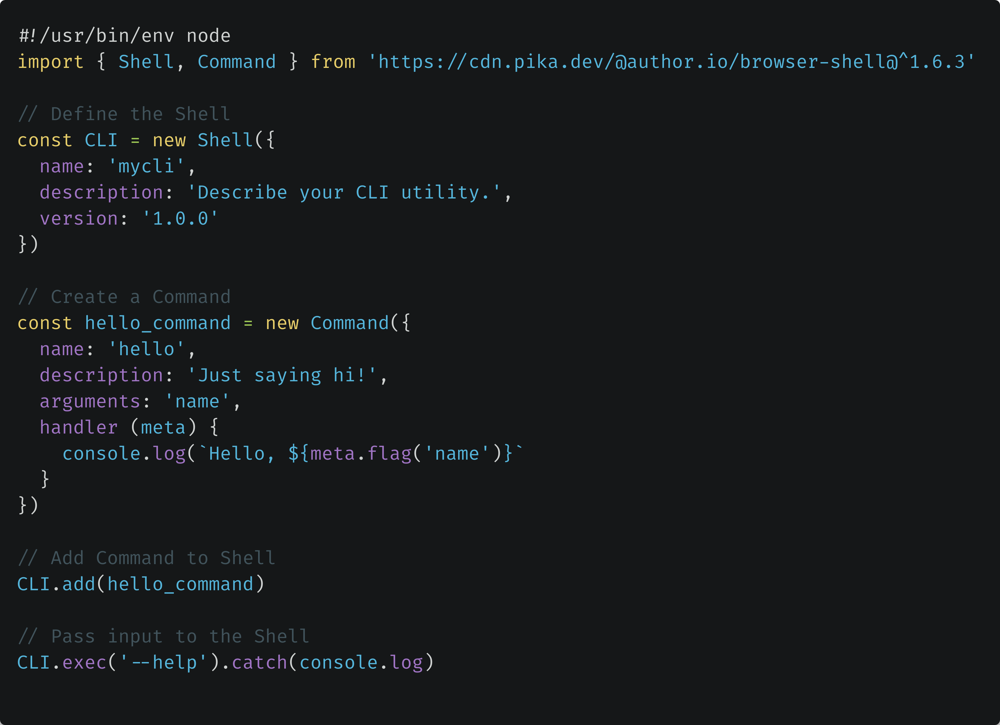 #!/usr/bin/env node
import { Shell, Command } from 'https://cdn.pika.dev/@author.io/browser-shell@^1.6.3'

// Define the Shell
const CLI = new Shell({
  name: 'mycli',
  description: 'Describe your CLI utility.',
  version: '1.0.0'
})

// Create a Command
const hello_command = new Command({
  name: 'hello',
  description: 'Just saying hi!',
  arguments: 'name',
  handler (meta) {
    console.log(`Hello, ${meta.flag('name')}`
  }
})

// Add Command to Shell
CLI.add(hello_command)

// Pass input to the Shell
CLI.exec('--help').catch(console.log)